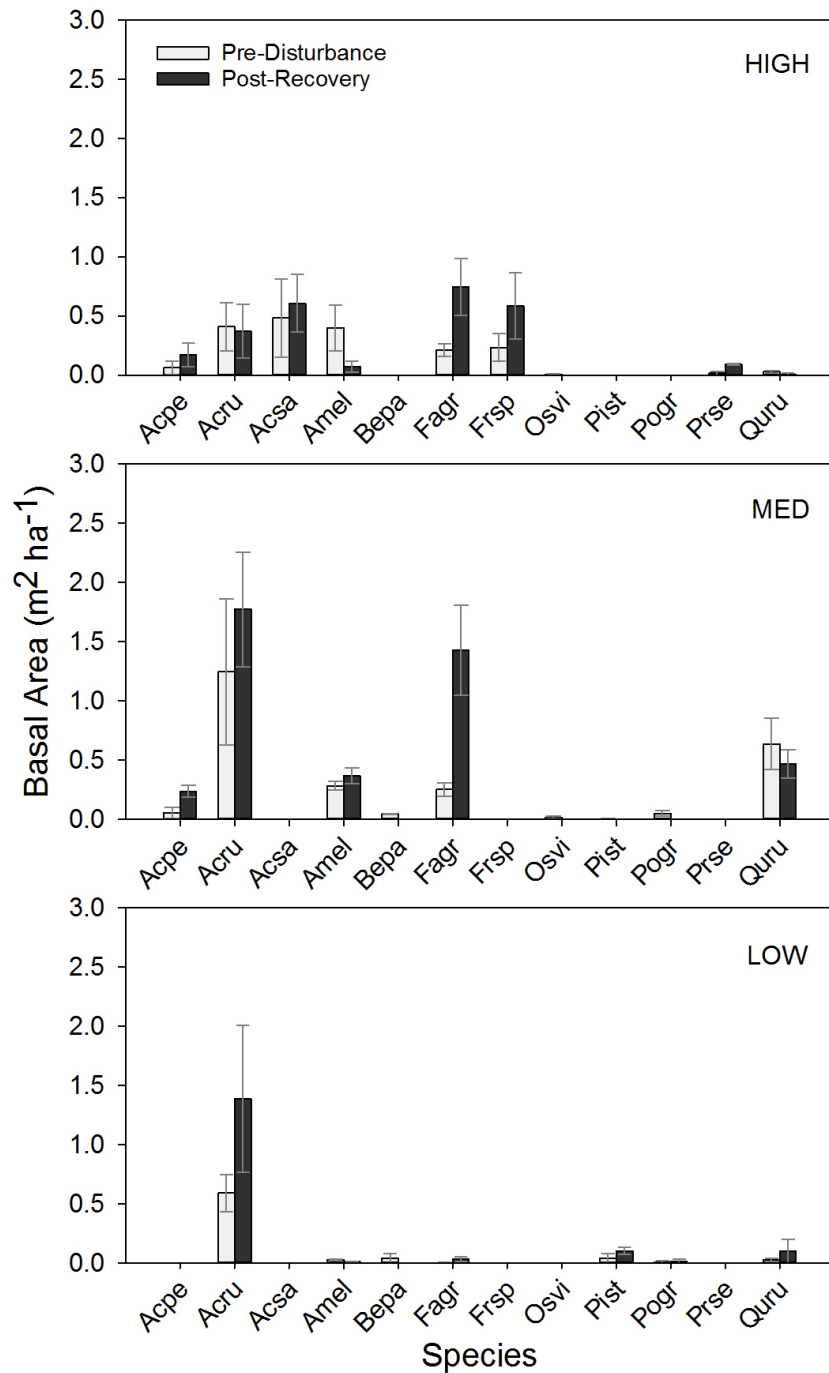 3.0
Pre-Disturbance
HIGH
Post-Recovery
2.5
2.0
1.5
1.0
0.5
0.0
Acpe Acru Acsa Amel Bepa Fagr Frsp Osvi Pist Pogr Prse Quru
3.0
MED
2.5
2.0
1.5
1.0
0.5
0.0
Acpe Acru Acsa Amel Bepa Fagr Frsp Osvi Pist Pogr Prse Quru
Basal Area (m² ha⁻¹)
3.0
LOW
2.5
2.0
1.5
1.0
0.5
0.0
Acpe Acru Acsa Amel Bepa Fagr Frsp Osvi Pist Pogr Prse Quru
Species